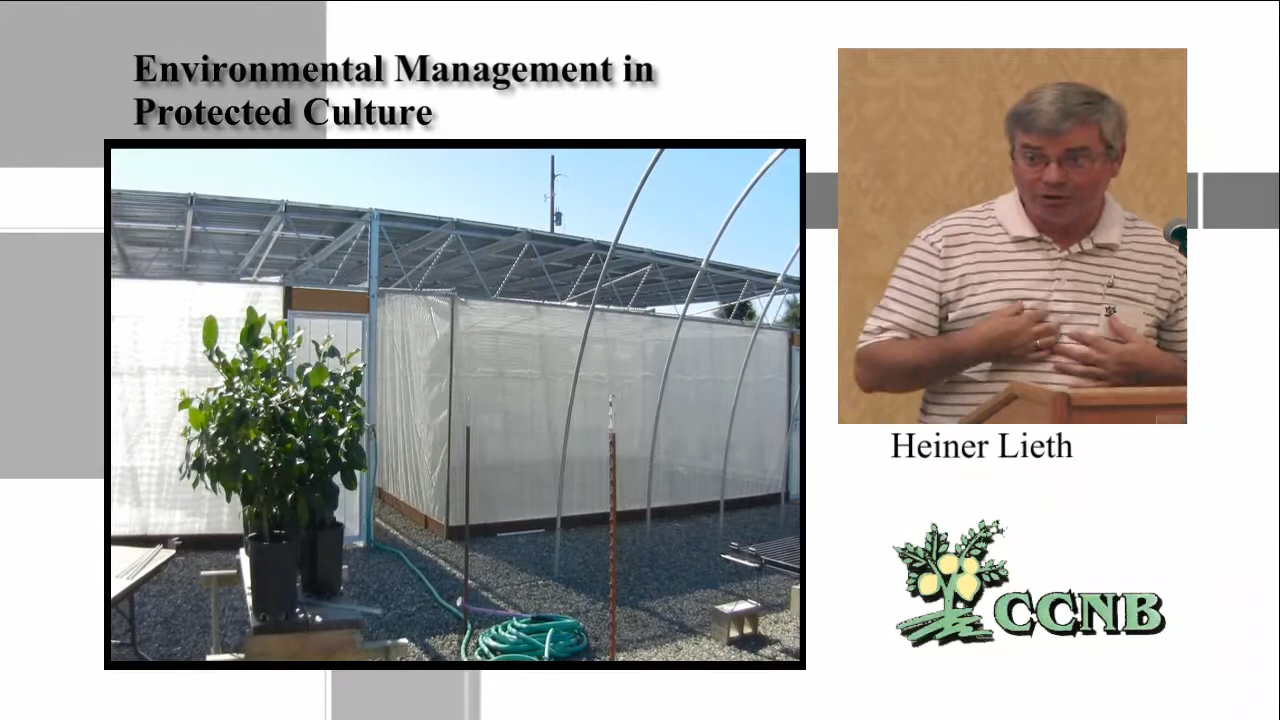 Environmental Management in
Protected Culture
Heiner Lieth
CCNB